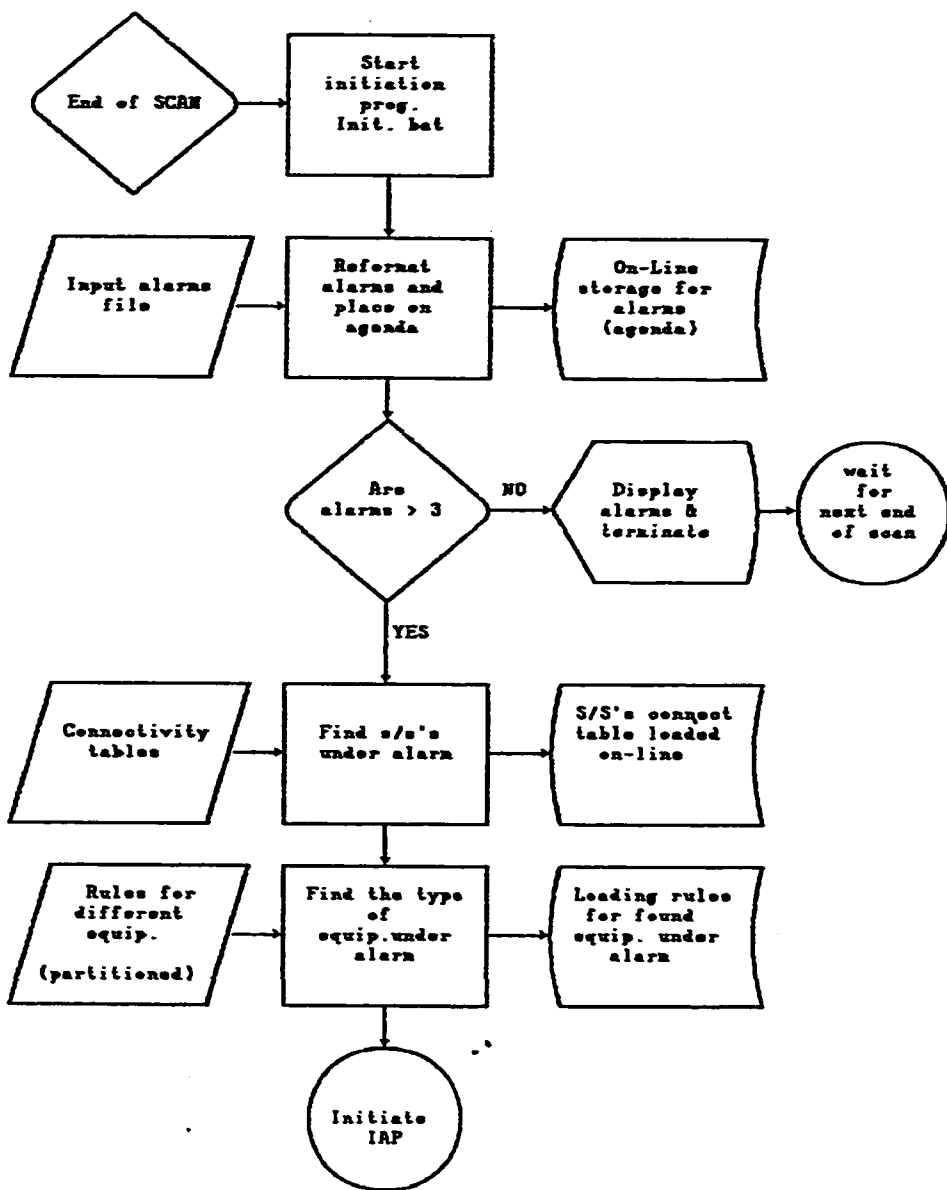 End of SCAN
Start
initiation
prog.
Init. bat
Input alarms
file
Reformat
alarms and
place on
agenda
On-Line
storage for
alarms
(agenda)
Are
alarms > 3
NO
Display
alarms &
terminate
wait
for
next end
of scan
YES
Connectivity
tables
Find s/s's
under alarm
S/S's connect
table loaded
on-line
Rules for
different
equip.
(partitioned)
Find the type
of
equip.under
alarm
Loading rules
for found
equip. under
alarm
Initiate
IAP